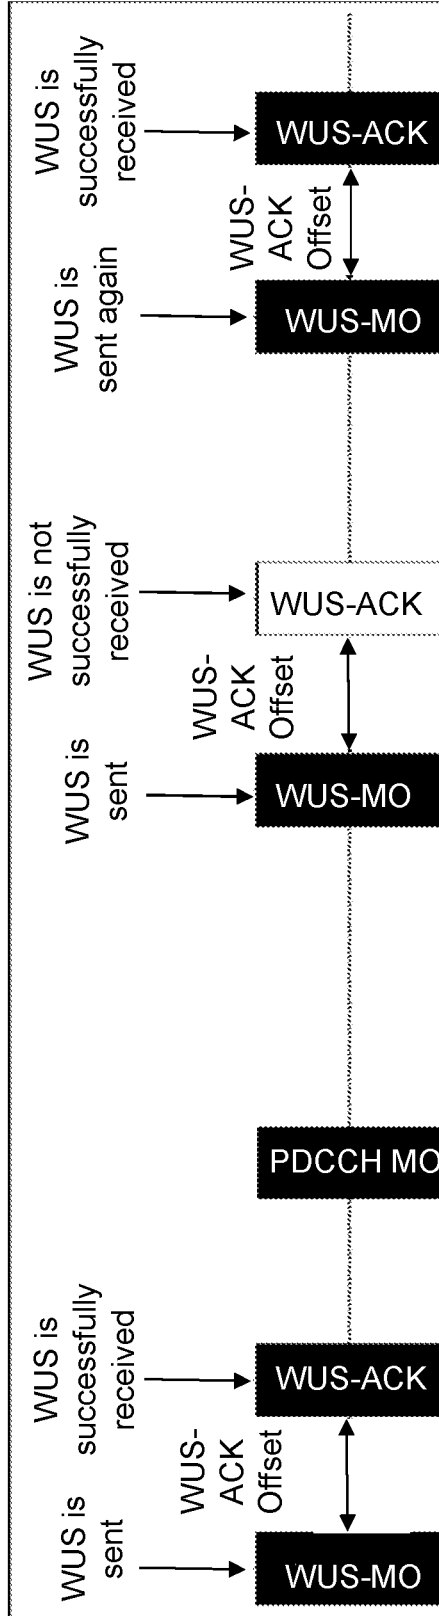 WUS is
successfully
received
WUS-ACK
WUS-
ACK
Offset
WUS is
sent again
WUS-MO
WUS is not
successfully
received
WUS-ACK
WUS-
ACK
Offset
WUS is
sent
WUS-MO
PDCCH MO
WUS is
successfully
received
WUS-ACK
WUS-
ACK
Offset
WUS is
sent
WUS-MO